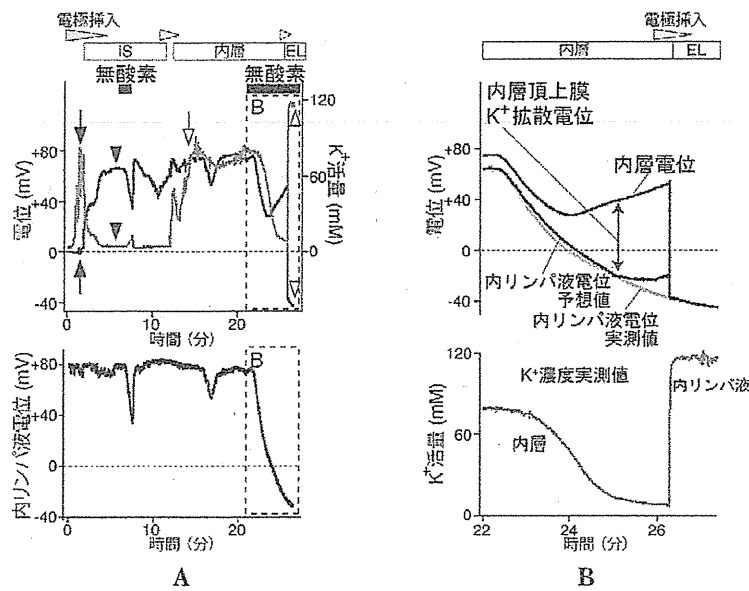 電極挿入
IS
内層
EL
無酸素
無酸素
B
+80
+40
0
-40
電位 (mV)
120
60
0
K⁺活量 (mM)
0
10
20
時間 (分)
+80
+40
0
-40
内リンパ液電位 (mV)
B
0
10
20
時間 (分)
A
電極挿入
内層
EL
内層頂上膜
K⁺拡散電位
内層電位
+80
+40
0
-40
電位 (mV)
内リンパ液電位
予想値
内リンパ液電位
実測値
120
60
0
K⁺活量 (mM)
K⁺濃度実測値
内リンパ液
内層
22
24
26
時間 (分)
B